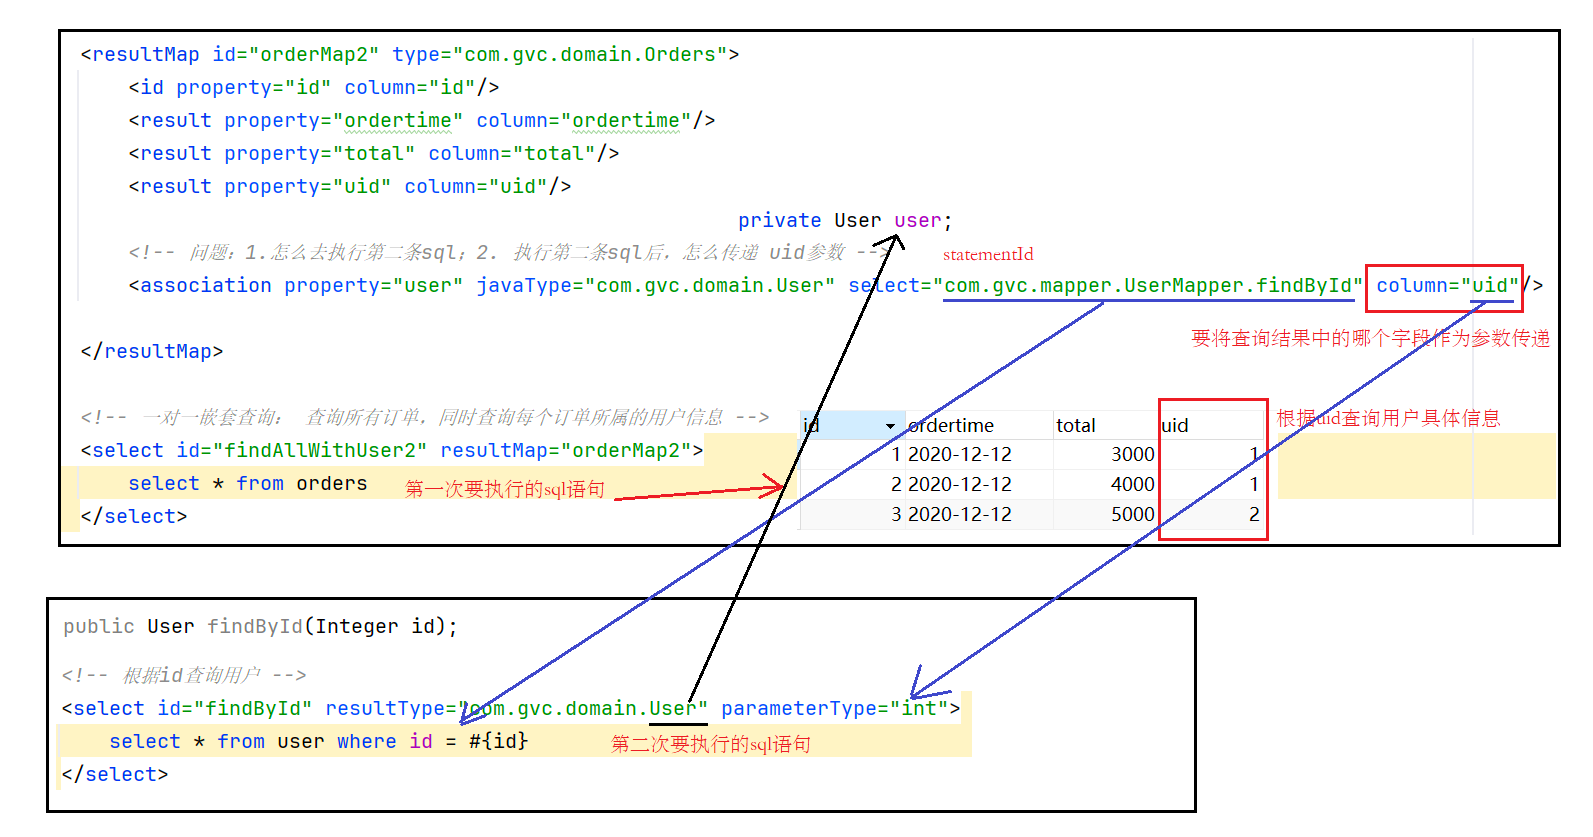 <resultMap id="orderMap2" type="com.gvc.domain.Orders">
<id property="id" column="id"/>
<result property="ordertime" column="ordertime"/>
<result property="total" column="total"/>
<result property="uid" column="uid"/>
private User user;
<!-- 问题：1.怎么去执行第二条sql；2. 执行第二条sql后，怎么传递 uid参数 -->
statementId
<association property="user" javaType="com.gvc.domain.User" select="com.gvc.mapper.UserMapper.findById" column="uid"/>
要将查询结果中的哪个字段作为参数传递
</resultMap>
<!-- 一对一嵌套查询： 查询所有订单，同时查询每个订单所属的用户信息 -->
id ordertime total uid
根据uid查询用户具体信息
<select id="findAllWithUser2" resultMap="orderMap2">
1 2020-12-12 3000 1
select * from orders
第一次要执行的sql语句
2 2020-12-12 4000 1
</select>
3 2020-12-12 5000 2
public User findById(Integer id);
<!-- 根据id查询用户 -->
<select id="findById" resultType="com.gvc.domain.User" parameterType="int">
select * from user where id = #{id}
第二次要执行的sql语句
</select>